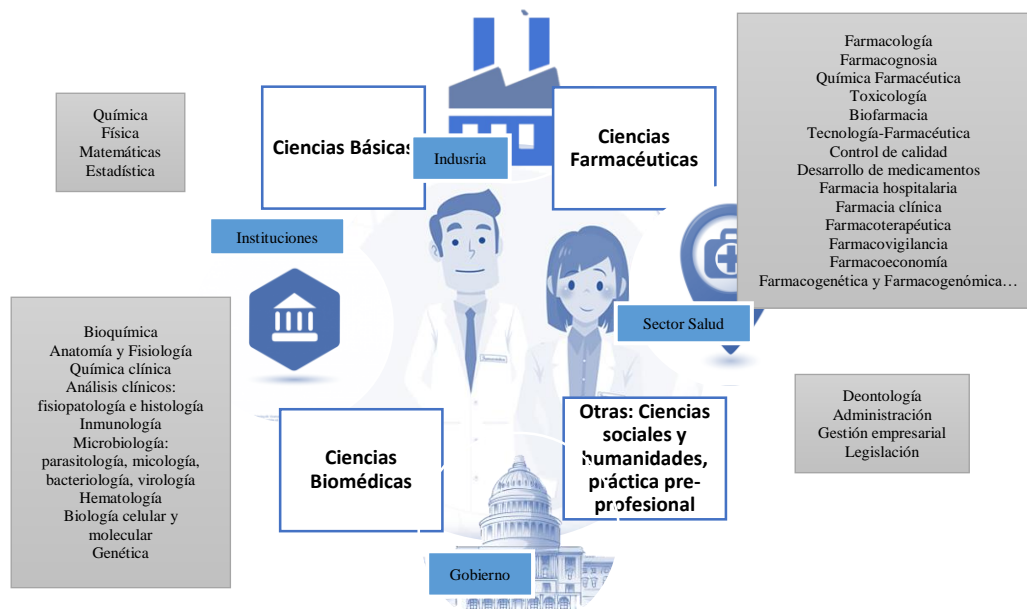 Química
Física
Matemáticas
Estadística
Ciencias Básicas
Indusria
Ciencias
Farmacéuticas
Farmacología
Farmacognosia
Química Farmacéutica
Toxicología
Biofarmacia
Tecnología-Farmacéutica
Control de calidad
Desarrollo de medicamentos
Farmacia hospitalaria
Farmacia clínica
Farmacoterapéutica
Farmacovigilancia
Farmacoeconomía
Farmacogenética y Farmacogenómica…
Instituciones
Sector Salud
Bioquímica
Anatomía y Fisiología
Química clínica
Análisis clínicos:
fisiopatología e histología
Inmunología
Microbiología:
parasitología, micología,
bacteriología, virología
Hematología
Biología celular y
molecular
Genética
Ciencias
Biomédicas
Otras: Ciencias
sociales y
humanidades,
práctica pre-
profesional
Deontología
Administración
Gestión empresarial
Legislación
Gobierno